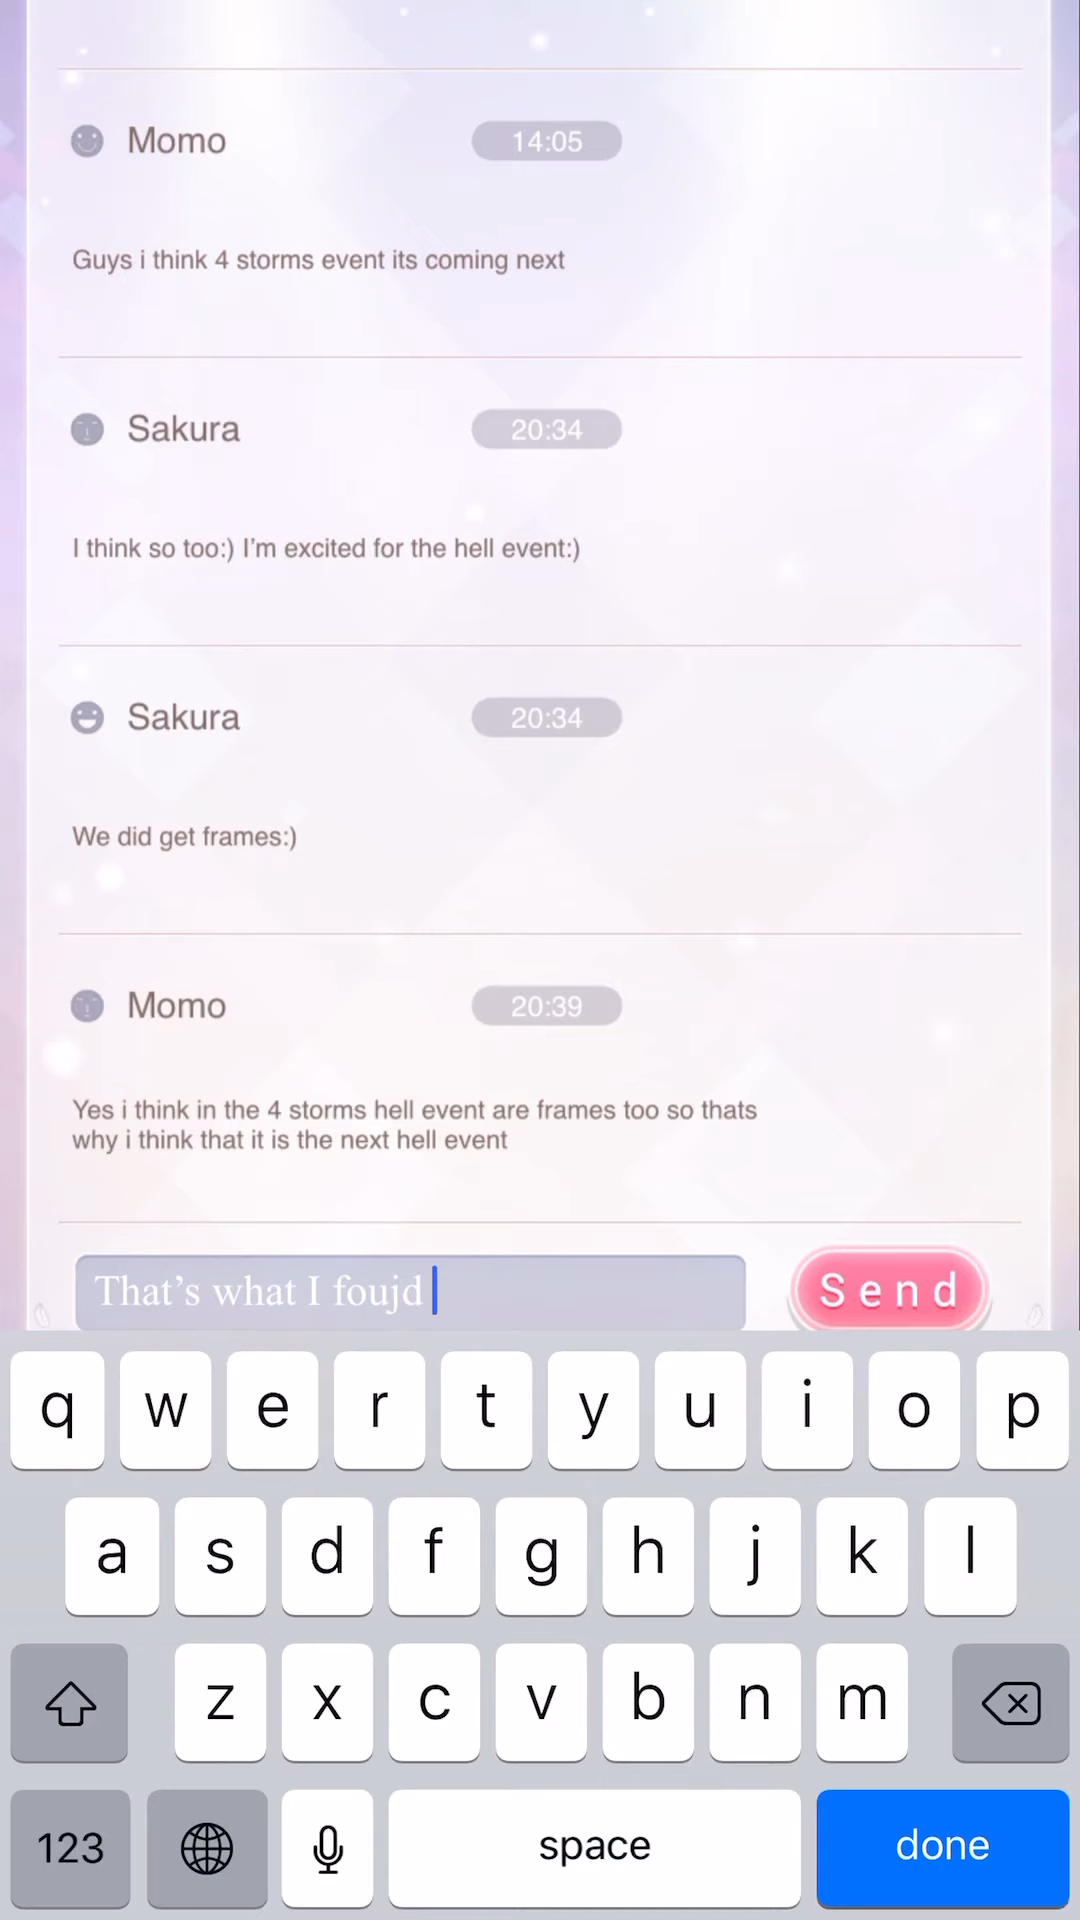 Momo 14:05
Guys i think 4 storms event its coming next
Sakura 20:34
I think so too:) I’m excited for the hell event:)
Sakura 20:34
We did get frames:)
Momo 20:39
Yes i think in the 4 storms hell event are frames too so thats
why i think that it is the next hell event
That’s what I foujd
Send
q w e r t y u i o p
a s d f g h j k l
z x c v b n m
123 space done